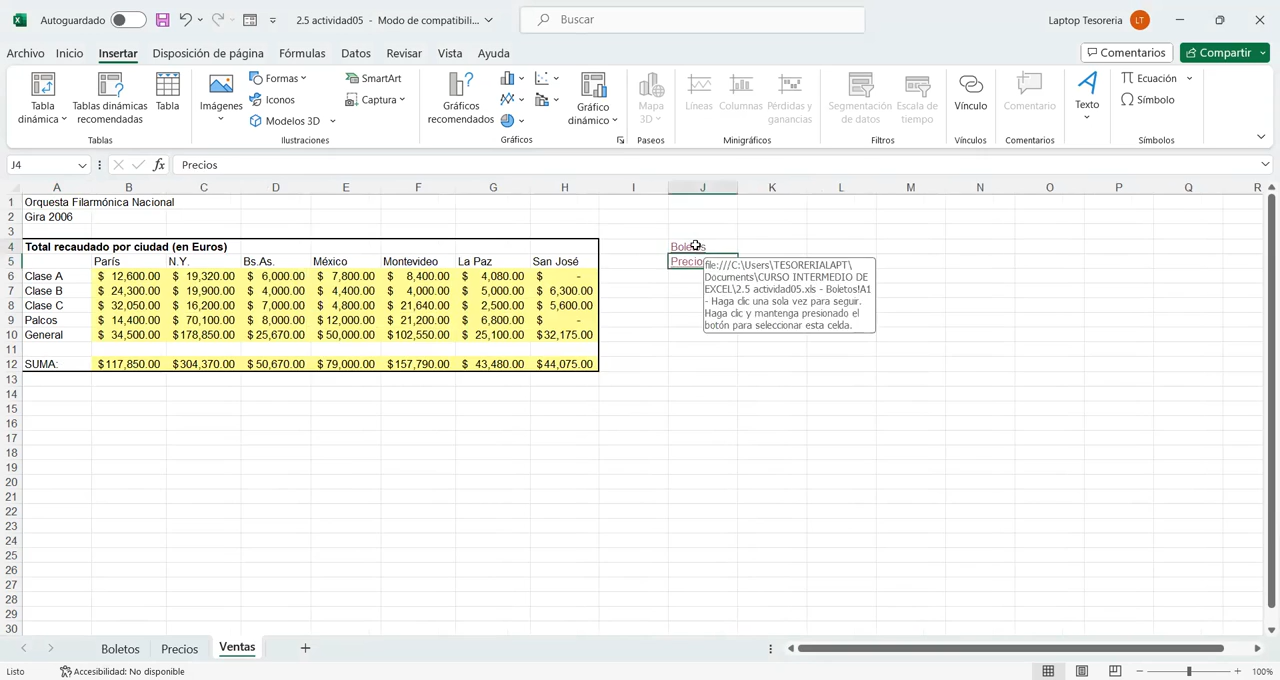 Autoguardado
2.5 actividad05 - Modo de compatibili...
Buscar
Laptop Tesoreria LT
Archivo Inicio Insertar Disposición de página Fórmulas Datos Revisar Vista Ayuda
Comentarios Compartir
Tabla dinámica
Tablas dinámicas recomendadas
Tabla
Tablas
Imágenes
Formas
Iconos
Modelos 3D
SmartArt
Captura
Ilustraciones
Gráficos recomendados
Gráfico dinámico
Gráficos
Mapa 3D
Paseos
Líneas Columnas Pérdidas y ganancias
Minigráficos
Segmentación de datos
Escala de tiempo
Filtros
Vínculo
Vínculos
Comentario
Comentarios
Texto
Ecuación
Símbolo
Símbolos
J4 fx Precios
A B C D E F G H I J K L M N O P Q R
1 Orquesta Filarmónica Nacional
2 Gira 2006
3
4 Total recaudado por ciudad (en Euros)
5 París N.Y. Bs.As. México Montevideo La Paz San José
6 Clase A $ 12,600.00 $ 19,320.00 $ 6,000.00 $ 7,800.00 $ 8,400.00 $ 4,080.00 $ -
7 Clase B $ 24,300.00 $ 19,900.00 $ 4,000.00 $ 4,400.00 $ 4,000.00 $ 5,000.00 $ 6,300.00
8 Clase C $ 32,050.00 $ 16,200.00 $ 7,000.00 $ 4,800.00 $ 21,640.00 $ 2,500.00 $ 5,600.00
9 Palcos $ 14,400.00 $ 70,100.00 $ 8,000.00 $ 12,000.00 $ 21,200.00 $ 6,800.00 $ -
10 General $ 34,500.00 $178,850.00 $ 25,670.00 $ 50,000.00 $ 102,550.00 $ 25,100.00 $32,175.00
11
12 SUMA: $117,850.00 $304,370.00 $ 50,670.00 $ 79,000.00 $ 157,790.00 $ 43,480.00 $44,075.00
Boletos
Precio
file:///C:\Users\TESORERIALAPT\
Documents\CURSO INTERMEDIO DE
EXCEL\2.5 actividad05.xls - Boletos!A1
- Haga clic una sola vez para seguir.
Haga clic y mantenga presionado el
botón para seleccionar esta celda.
13
14
15
16
17
18
19
20
21
22
23
24
25
26
27
28
29
30
Boletos Precios Ventas
Listo Accesibilidad: No disponible
100%